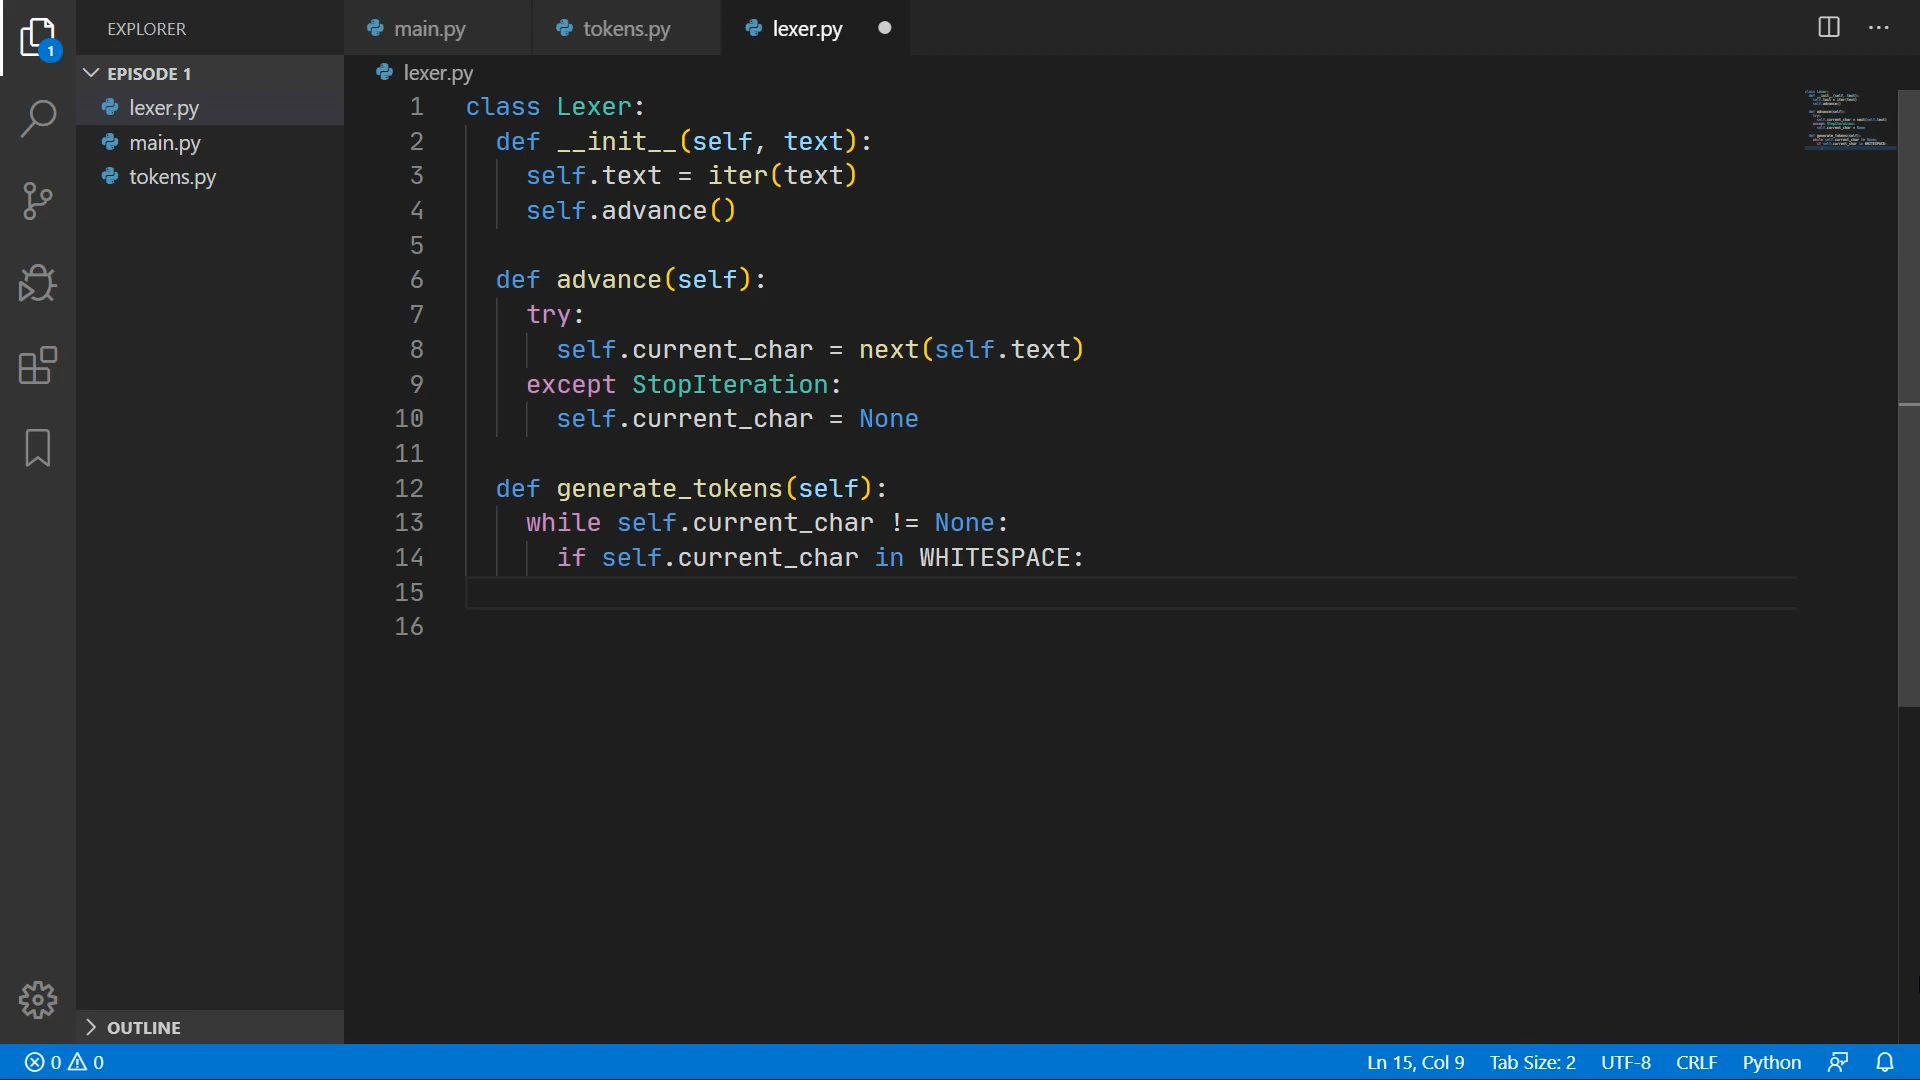 EXPLORER
main.py
tokens.py
lexer.py
1
EPISODE 1
lexer.py
main.py
tokens.py
lexer.py
1 class Lexer:
2 def __init__(self, text):
3 self.text = iter(text)
4 self.advance()
5
6 def advance(self):
7 try:
8 self.current_char = next(self.text)
9 except StopIteration:
10 self.current_char = None
11
12 def generate_tokens(self):
13 while self.current_char != None:
14 if self.current_char in WHITESPACE:
15
16
OUTLINE
0 0
Ln 15, Col 9 Tab Size: 2 UTF-8 CRLF Python